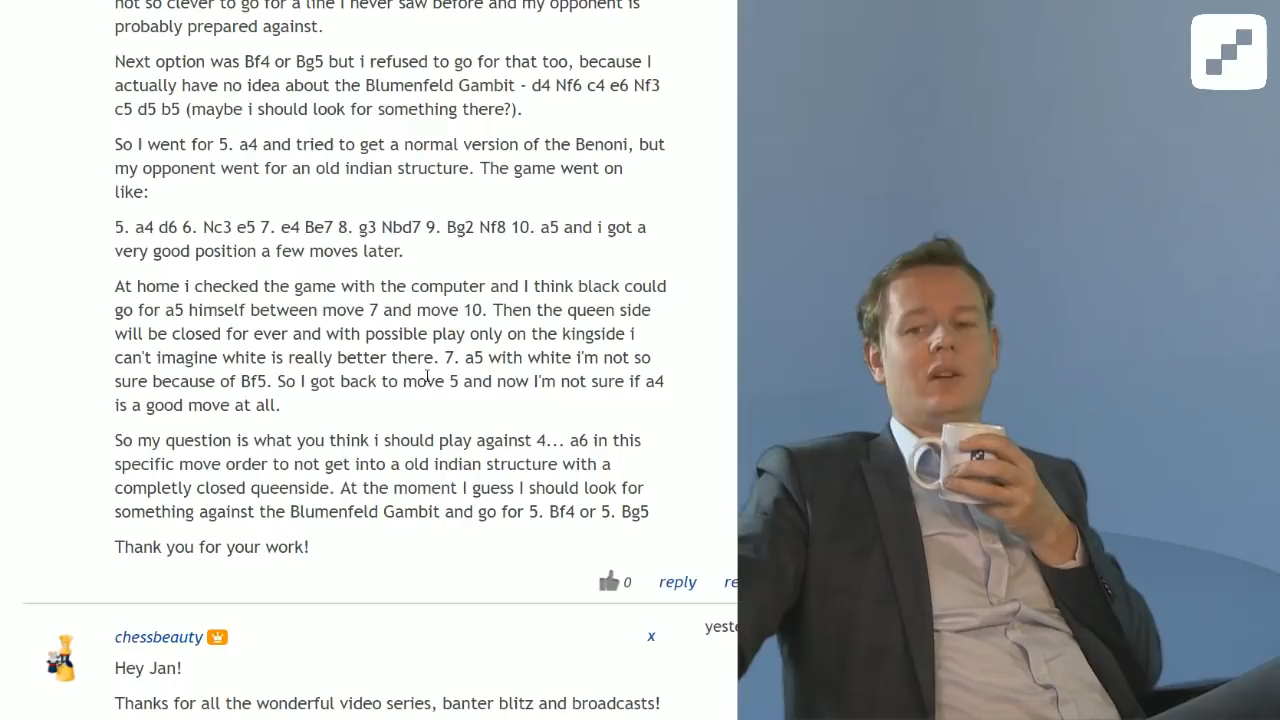 not so clever to go for a line I never saw before and my opponent is
probably prepared against.
Next option was Bf4 or Bg5 but i refused to go for that too, because I
actually have no idea about the Blumenfeld Gambit - d4 Nf6 c4 e6 Nf3
c5 d5 b5 (maybe i should look for something there?).
So I went for 5. a4 and tried to get a normal version of the Benoni, but
my opponent went for an old indian structure. The game went on
like:
5. a4 d6 6. Nc3 e5 7. e4 Be7 8. g3 Nbd7 9. Bg2 Nf8 10. a5 and i got a
very good position a few moves later.
At home i checked the game with the computer and I think black could
go for a5 himself between move 7 and move 10. Then the queen side
will be closed for ever and with possible play only on the kingside i
can't imagine white is really better there. 7. a5 with white i'm not so
sure because of Bf5. So I got back to move 5 and now I'm not sure if a4
is a good move at all.
So my question is what you think i should play against 4... a6 in this
specific move order to not get into a old indian structure with a
completly closed queenside. At the moment I guess I should look for
something against the Blumenfeld Gambit and go for 5. Bf4 or 5. Bg5
Thank you for your work!
0 reply re
chessbeauty x yeste
Hey Jan!
Thanks for all the wonderful video series, banter blitz and broadcasts!